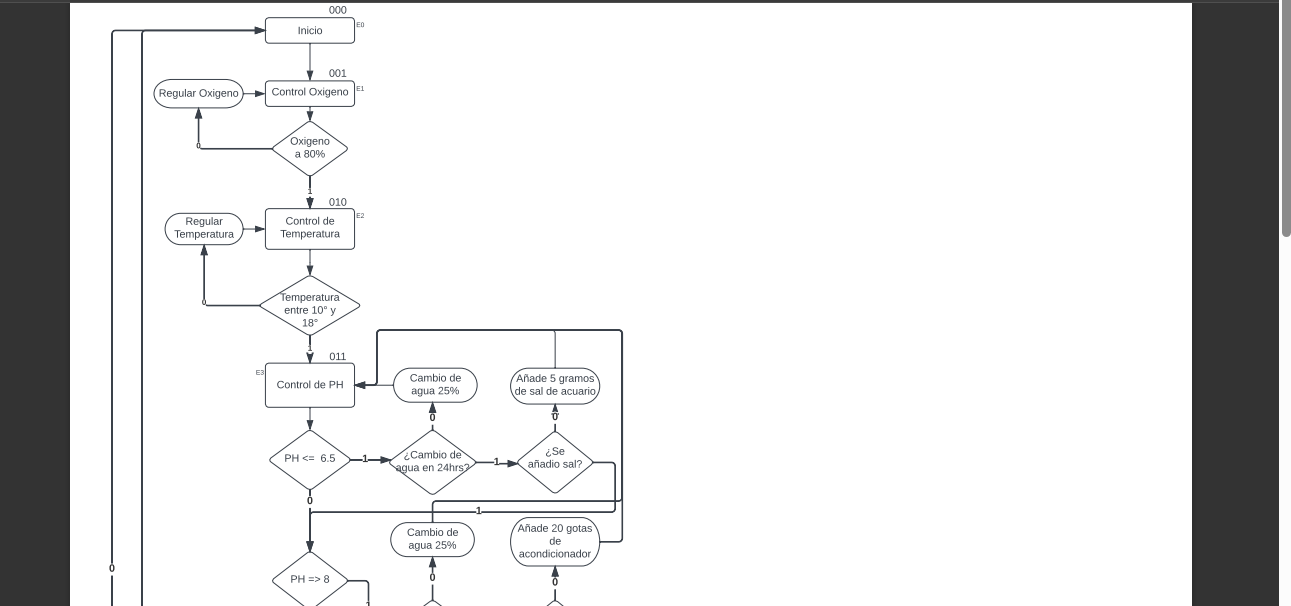 000
Inicio
E0
001
Regular Oxigeno
Control Oxigeno
E1
Oxigeno
a 80%
0
1
010
Regular
Temperatura
Control de
Temperatura
E2
0
Temperatura
entre 10° y
18°
1
011
E3
Control de PH
Cambio de
agua 25%
Añade 5 gramos
de sal de acuario
0
0
PH <= 6.5
1
¿Cambio de
agua en 24hrs?
1
¿Se
añadio sal?
0
1
Cambio de
agua 25%
Añade 20 gotas
de
acondicionador
0
PH => 8
0
0
1